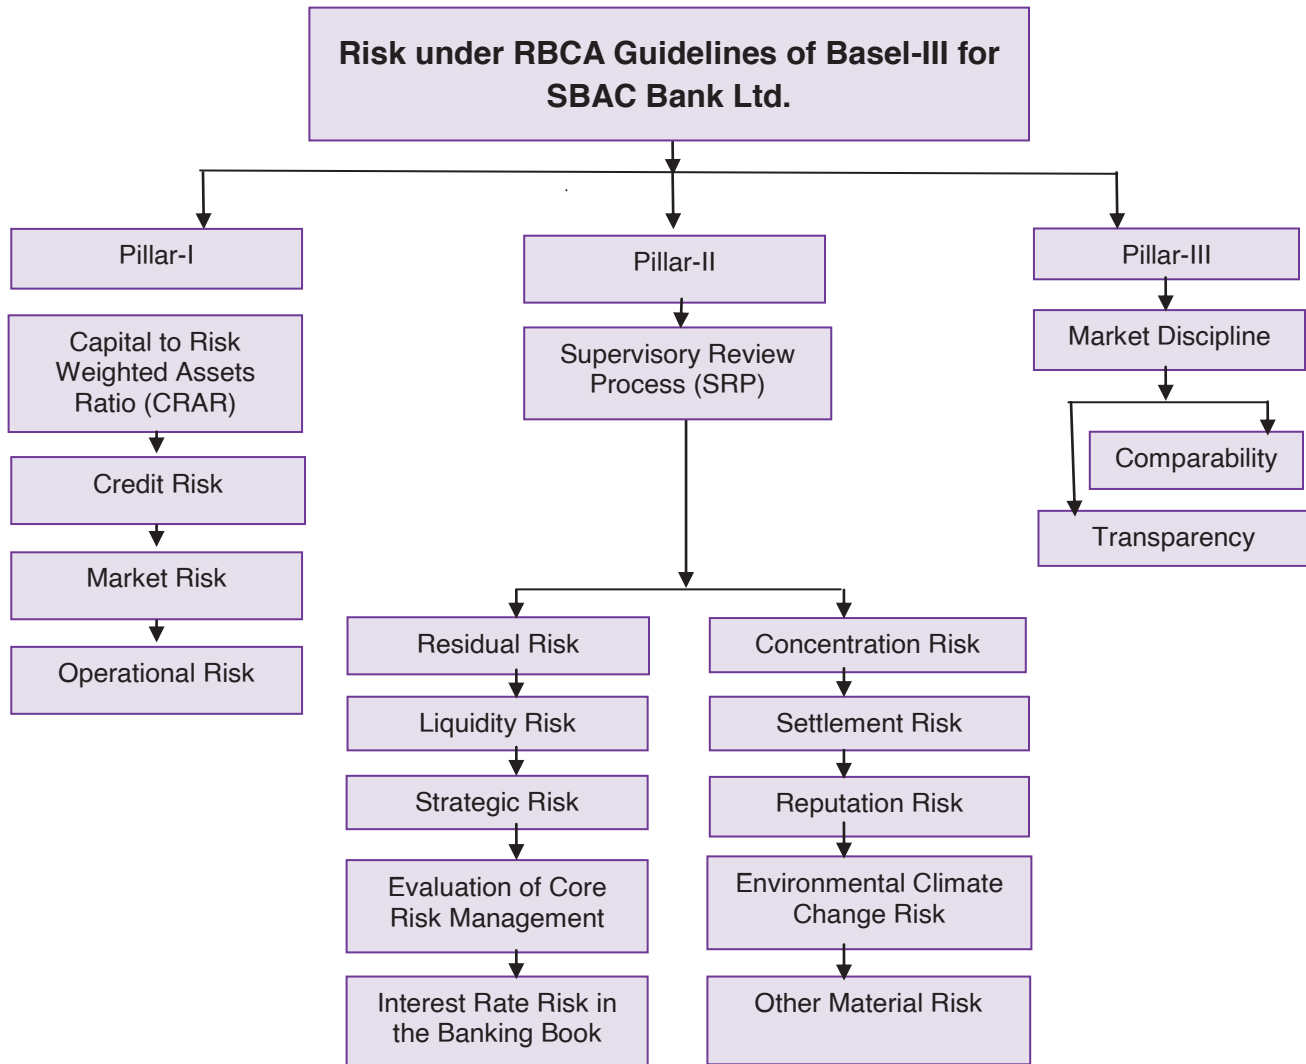 Risk under RBCA Guidelines of Basel-III for
SBAC Bank Ltd.
Pillar-I
Capital to Risk
Weighted Assets
Ratio (CRAR)
Credit Risk
Market Risk
Operational Risk
Pillar-II
Supervisory Review
Process (SRP)
Residual Risk
Liquidity Risk
Strategic Risk
Evaluation of Core
Risk Management
Interest Rate Risk in
the Banking Book
Concentration Risk
Settlement Risk
Reputation Risk
Environmental Climate
Change Risk
Other Material Risk
Pillar-III
Market Discipline
Comparability
Transparency